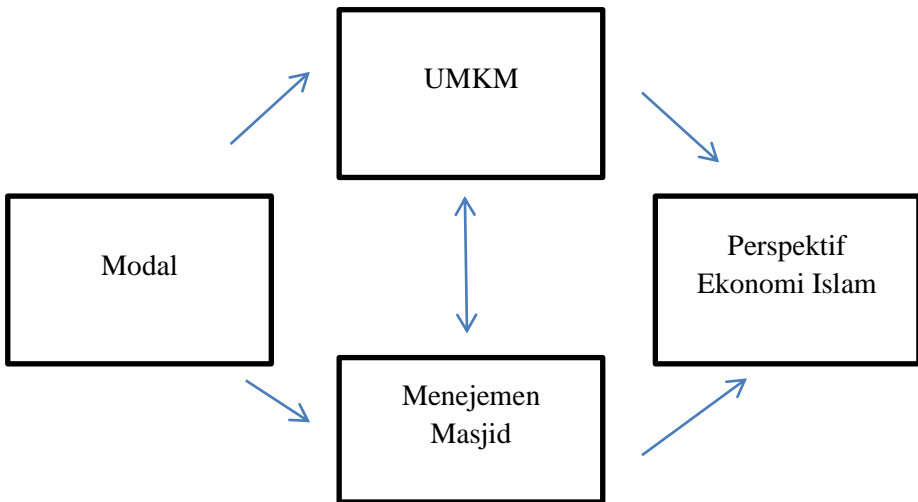 UMKM
Modal
Perspektif
Ekonomi Islam
Menejemen
Masjid